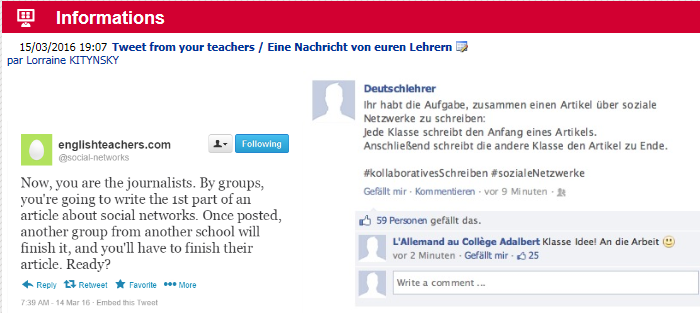 Informations
15/03/2016 19:07 Tweet from your teachers / Eine Nachricht von euren Lehrern
par Lorraine KITYNSKY
englishteachers.com
@social-networks
Following
Now, you are the journalists. By groups,
you're going to write the 1st part of an
article about social networks. Once posted,
another group from another school will
finish it, and you'll have to finish their
article. Ready?
Reply Retweet Favorite More
7:39 AM - 14 Mar 16 · Embed this Tweet
Deutschlehrer
Ihr habt die Aufgabe, zusammen einen Artikel über soziale
Netzwerke zu schreiben:
Jede Klasse schreibt den Anfang eines Artikels.
Anschließend schreibt die andere Klasse den Artikel zu Ende.
#kollaborativesSchreiben #sozialeNetzwerke
Gefällt mir · Kommentieren · vor 9 Minuten ·
59 Personen gefällt das.
L'Allemand au Collège Adalbert Klasse Idee! An die Arbeit
vor 2 Minuten · Gefällt mir · 25
Write a comment ...